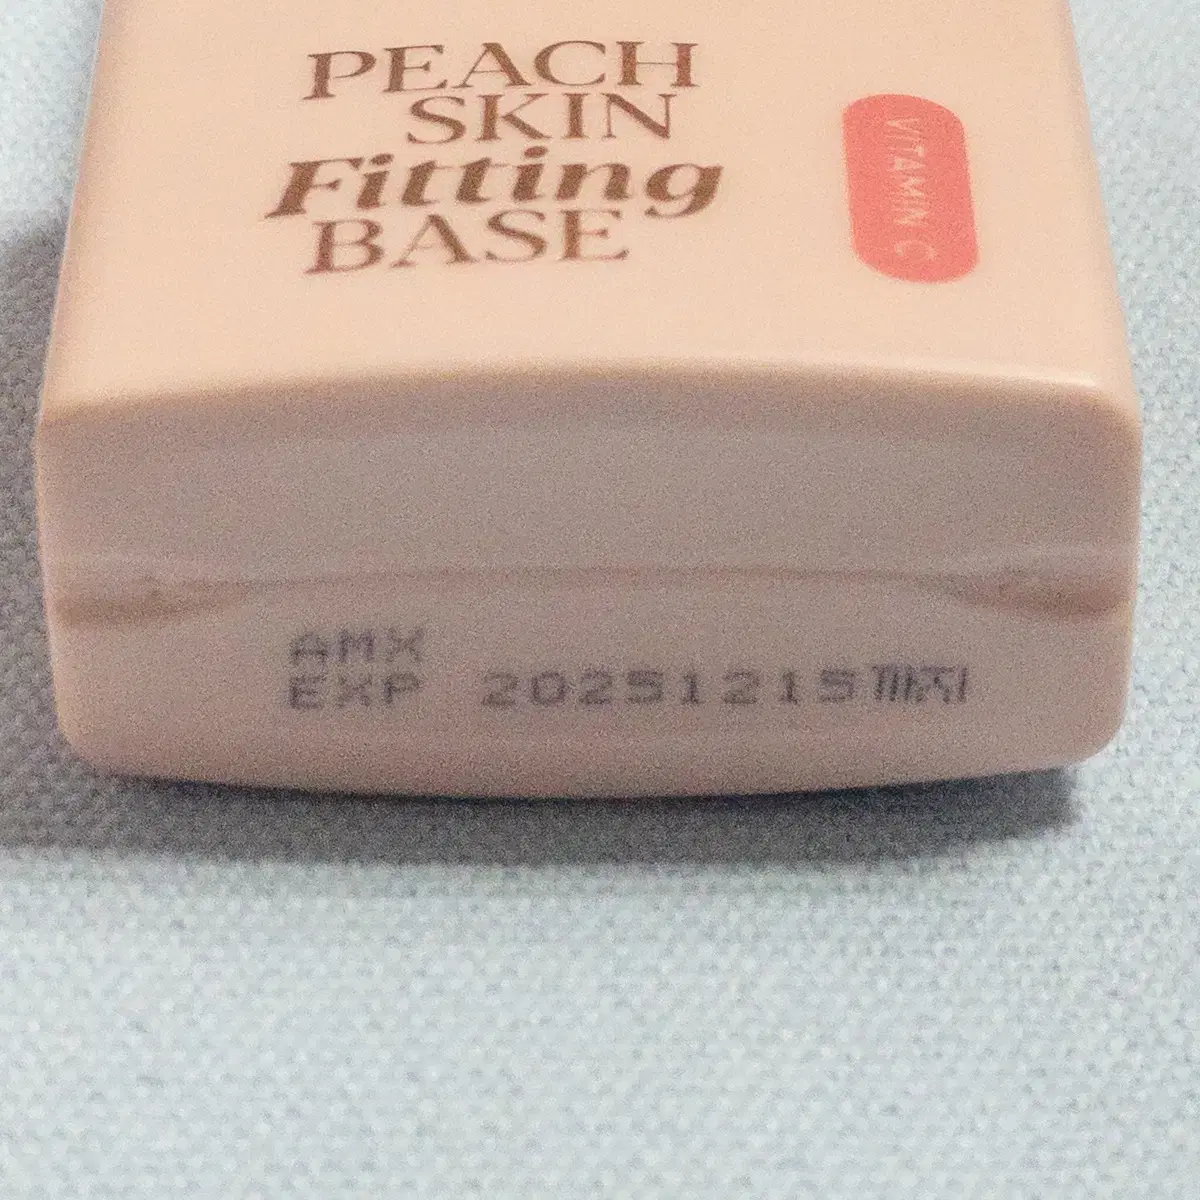 PEACH
SKIN
Fitting
BASE
VITAMIN C
AMX
EXP 20251215까지